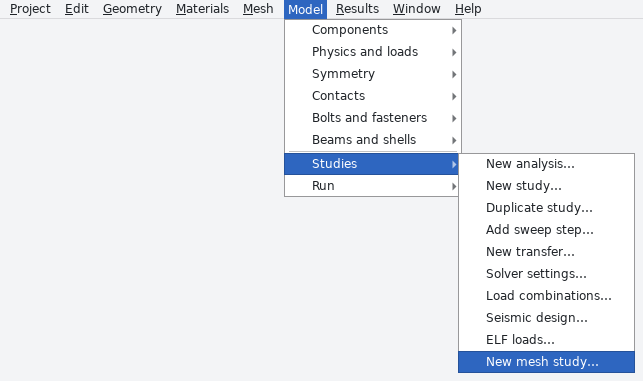 Project Edit Geometry Materials Mesh Model Results Window Help
Components
Physics and loads
Symmetry
Contacts
Bolts and fasteners
Beams and shells
Studies
Run
New analysis...
New study...
Duplicate study...
Add sweep step...
New transfer...
Solver settings...
Load combinations...
Seismic design...
ELF loads...
New mesh study...